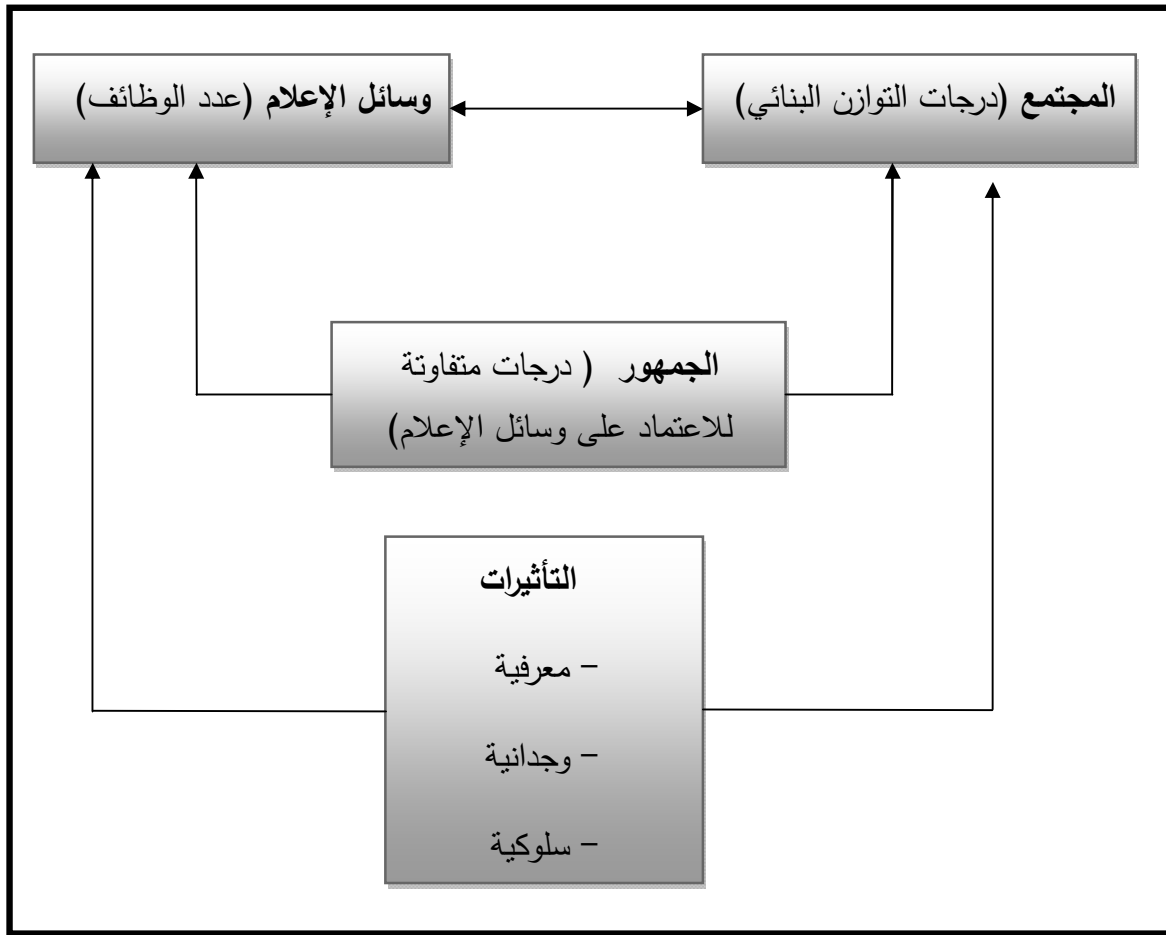 المجتمع (درجات التوازن البنائي)
وسائل الإعلام (عدد الوظائف)
الجمهور ( درجات متفاوتة
للاعتماد على وسائل الإعلام)
التأثيرات
- معرفية
- وجدانية
- سلوكية